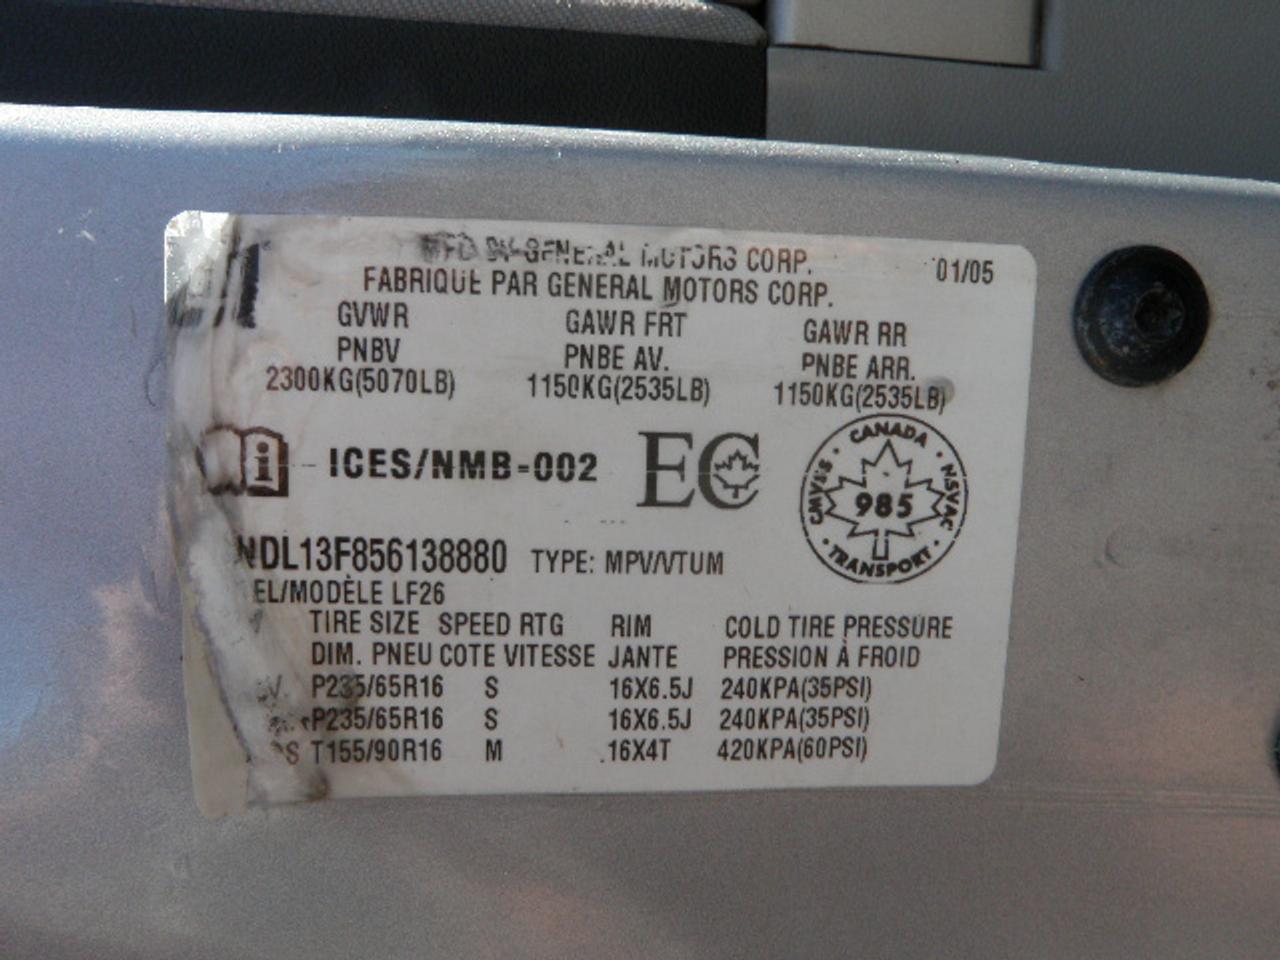 MFD BY GENERAL MOTORS CORP. 01/05
FABRIQUE PAR GENERAL MOTORS CORP.
GVWR GAWR FRT GAWR RR
PNBV PNBE AV. PNBE ARR.
2300KG(5070LB) 1150KG(2535LB) 1150KG(2535LB)
i ICES/NMB-002 EC
CANADA
CMVSS 985 NSVAC
TRANSPORT
NDL13F856138880 TYPE: MPV/VTUM
EL/MODÈLE LF26
TIRE SIZE SPEED RTG RIM COLD TIRE PRESSURE
DIM. PNEU COTE VITESSE JANTE PRESSION À FROID
P235/65R16 S 16X6.5J 240KPA(35PSI)
P235/65R16 S 16X6.5J 240KPA(35PSI)
T155/90R16 M 16X4T 420KPA(60PSI)